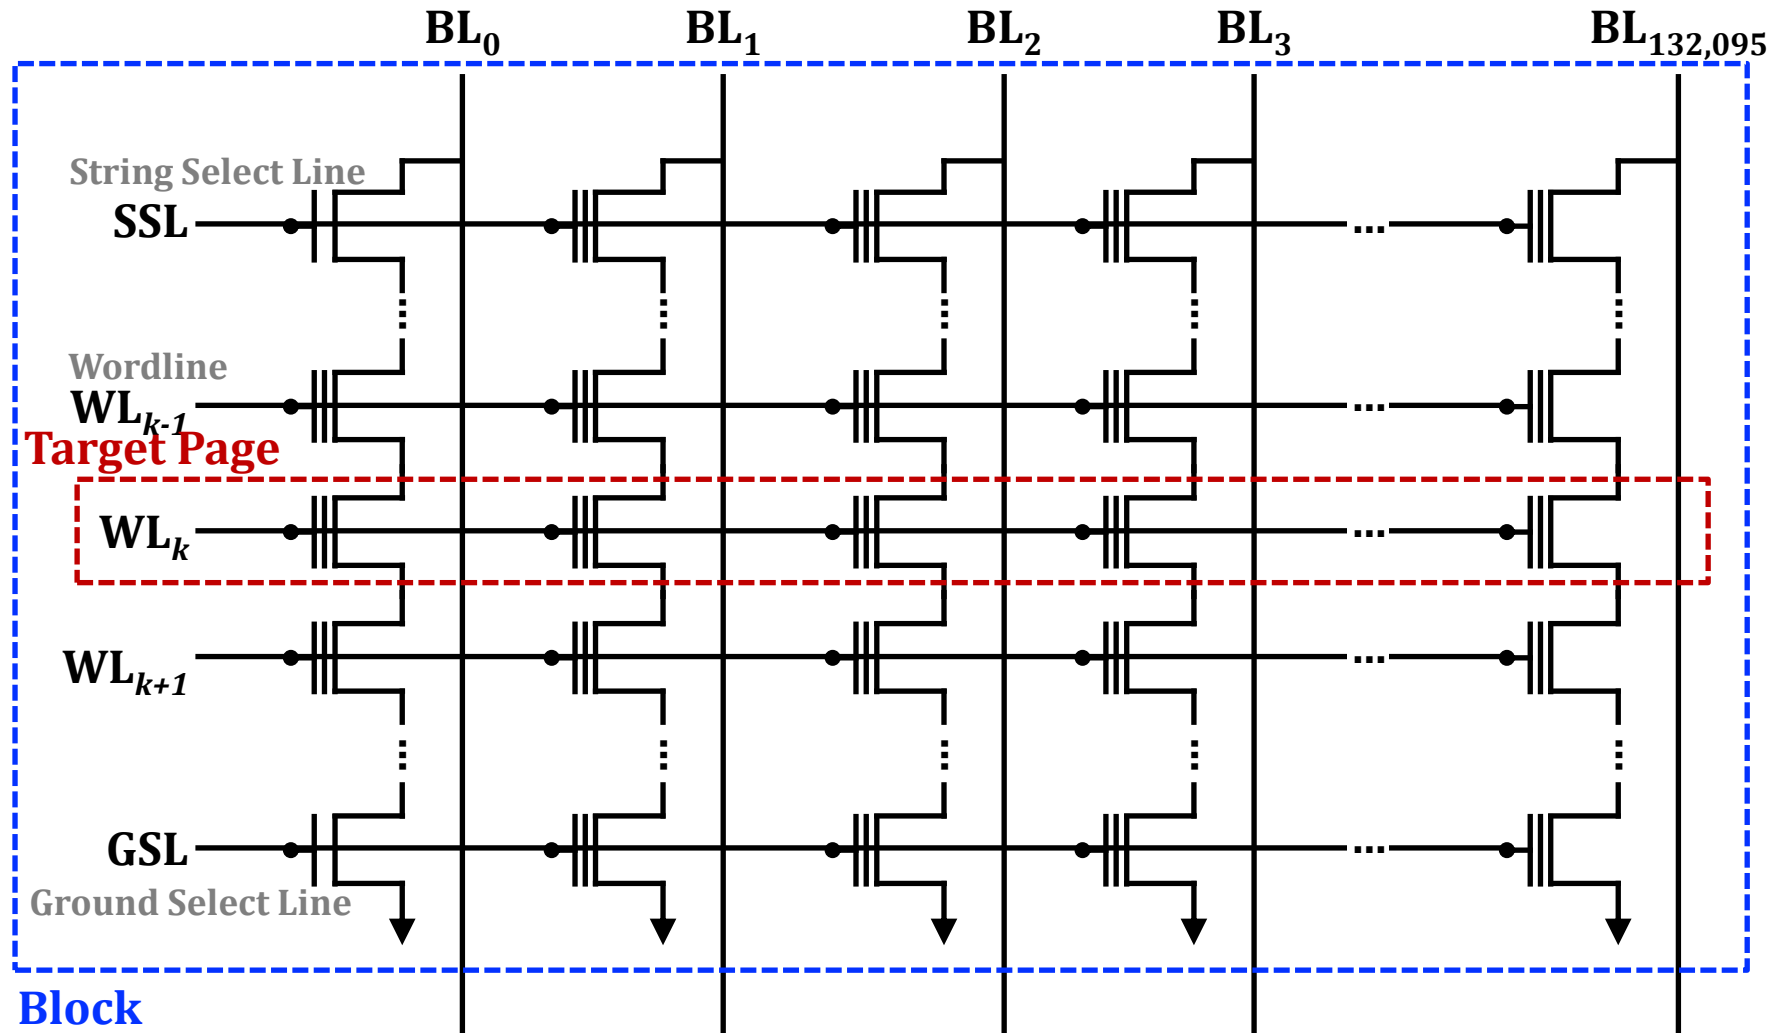 BL0 BL1 BL2 BL3 BL132,095
String Select Line
SSL ...
Wordline
WLk-1 ...
Target Page
WLk ...
WLk+1 ...
GSL ...
Ground Select Line
Block